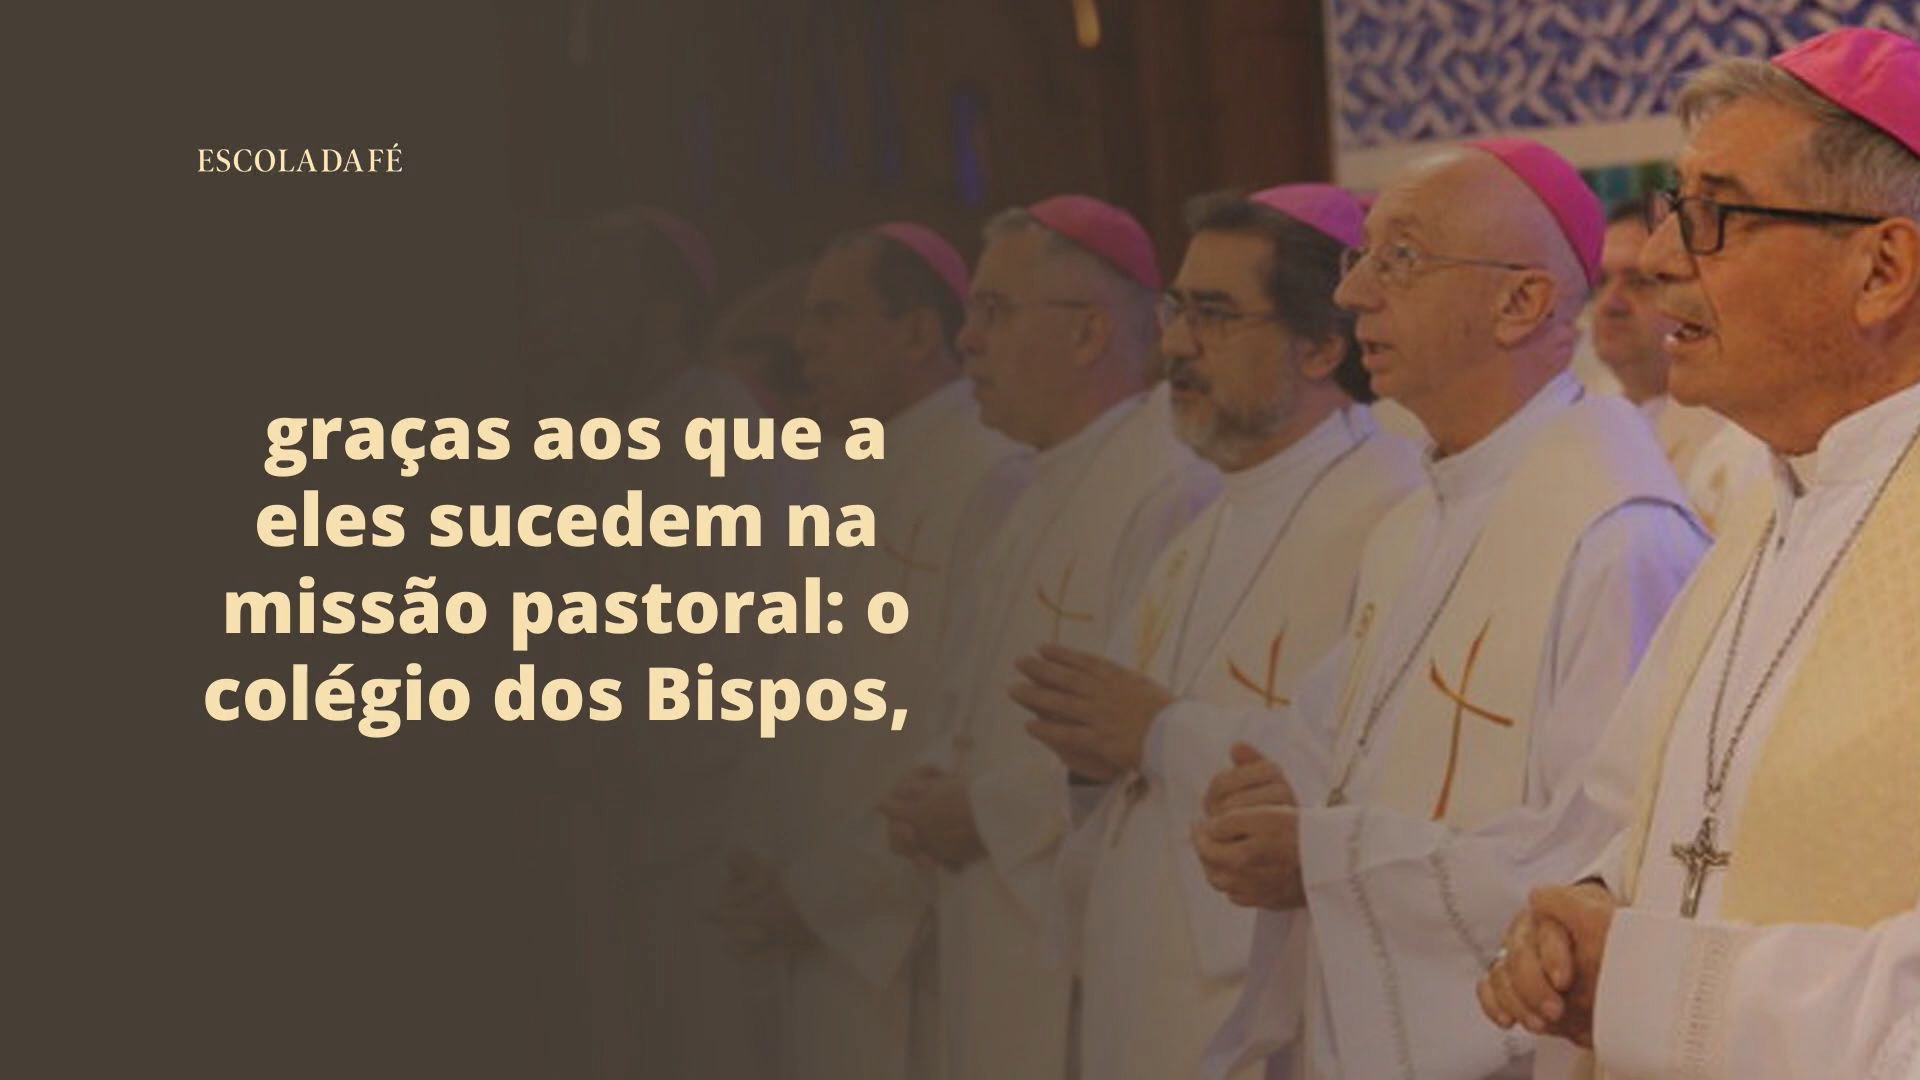 ESCOLADAFÉ
graças aos que a
eles sucedem na
missão pastoral: o
colégio dos Bispos,